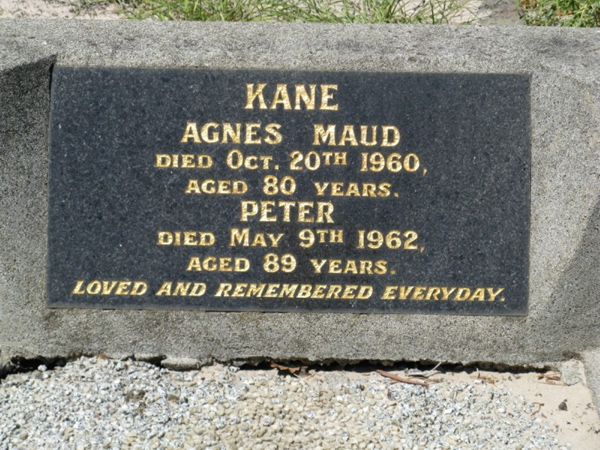 KANE
AGNES MAUD
DIED OCT. 20TH 1960,
AGED 80 YEARS.
PETER
DIED MAY 9TH 1962,
AGED 89 YEARS.
LOVED AND REMEMBERED EVERYDAY.